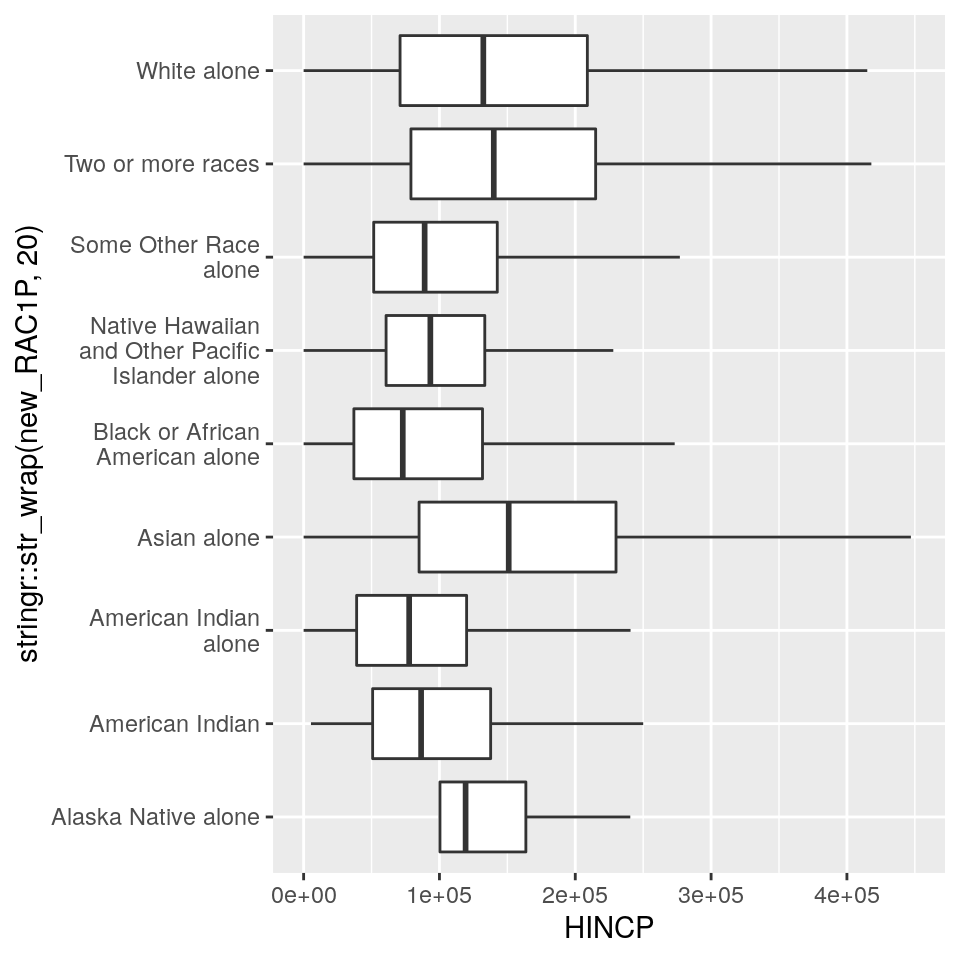 White alone
Two or more races
Some Other Race
alone
Native Hawaiian
and Other Pacific
Islander alone
Black or African
American alone
Asian alone
American Indian
alone
American Indian
Alaska Native alone
stringr::str_wrap(new_RAC1P, 20)
0e+00 1e+05 2e+05 3e+05 4e+05
HINCP